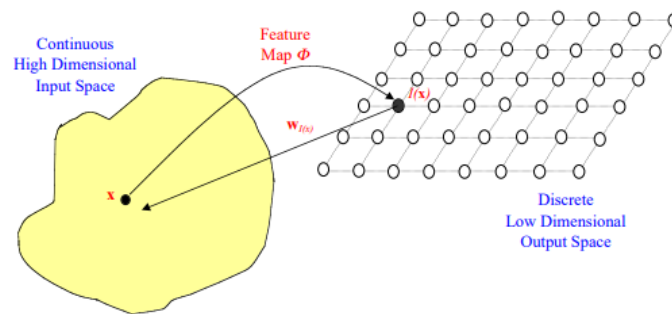 Continuous
High Dimensional
Input Space
Feature
Map Φ
I(x)
w I(x)
x
Discrete
Low Dimensional
Output Space